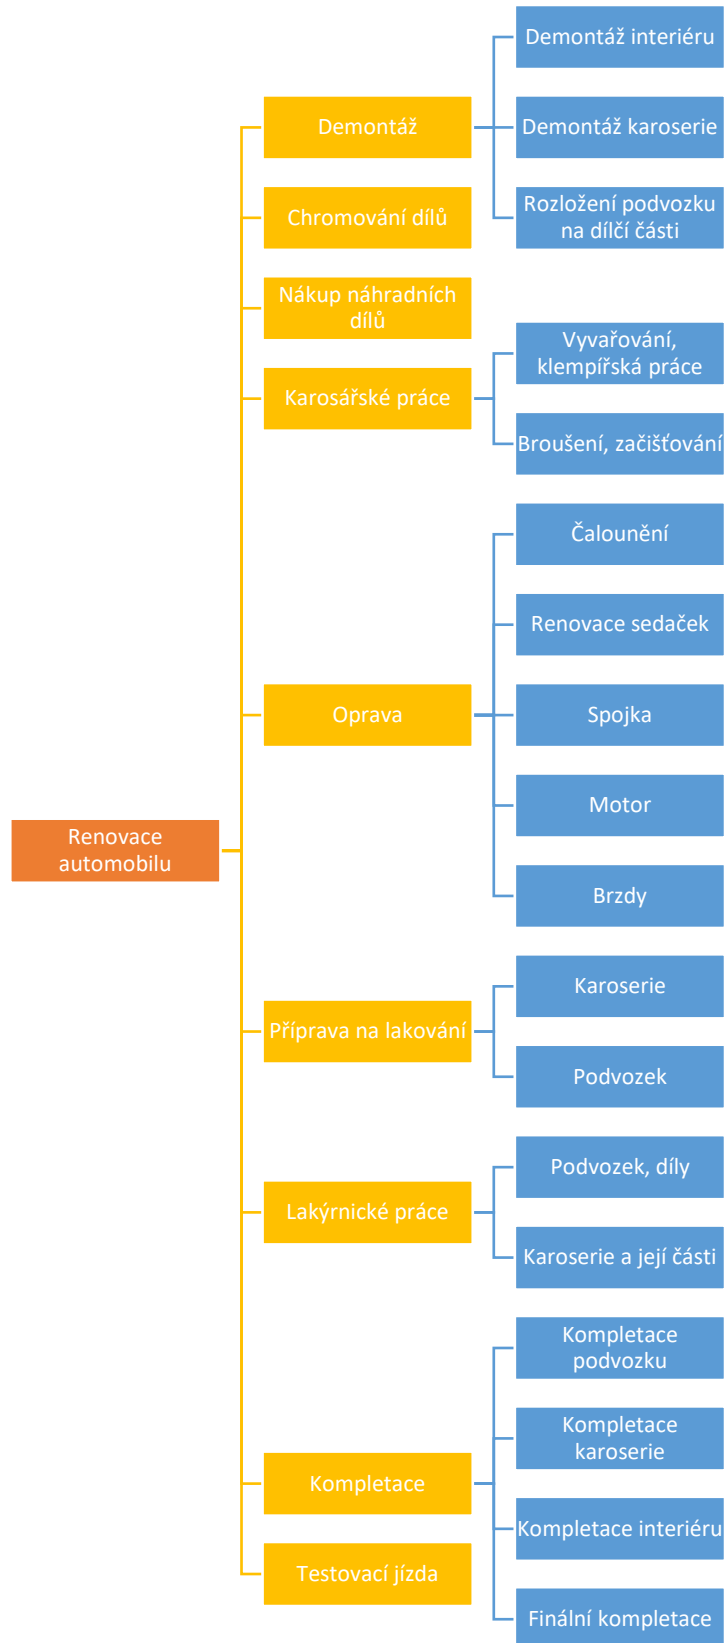 Renovace
automobilu
Demontáž
Demontáž interiéru
Demontáž karoserie
Rozložení podvozku
na dílčí části
Chromování dílů
Nákup náhradních
dílů
Karosářské práce
Vyvařování,
klempířská práce
Broušení, začišťování
Oprava
Čalounění
Renovace sedaček
Spojka
Motor
Brzdy
Příprava na lakování
Karoserie
Podvozek
Lakýrnické práce
Podvozek, díly
Karoserie a její části
Kompletace
Kompletace
podvozku
Kompletace
karoserie
Kompletace interiéru
Finální kompletace
Testovací jízda